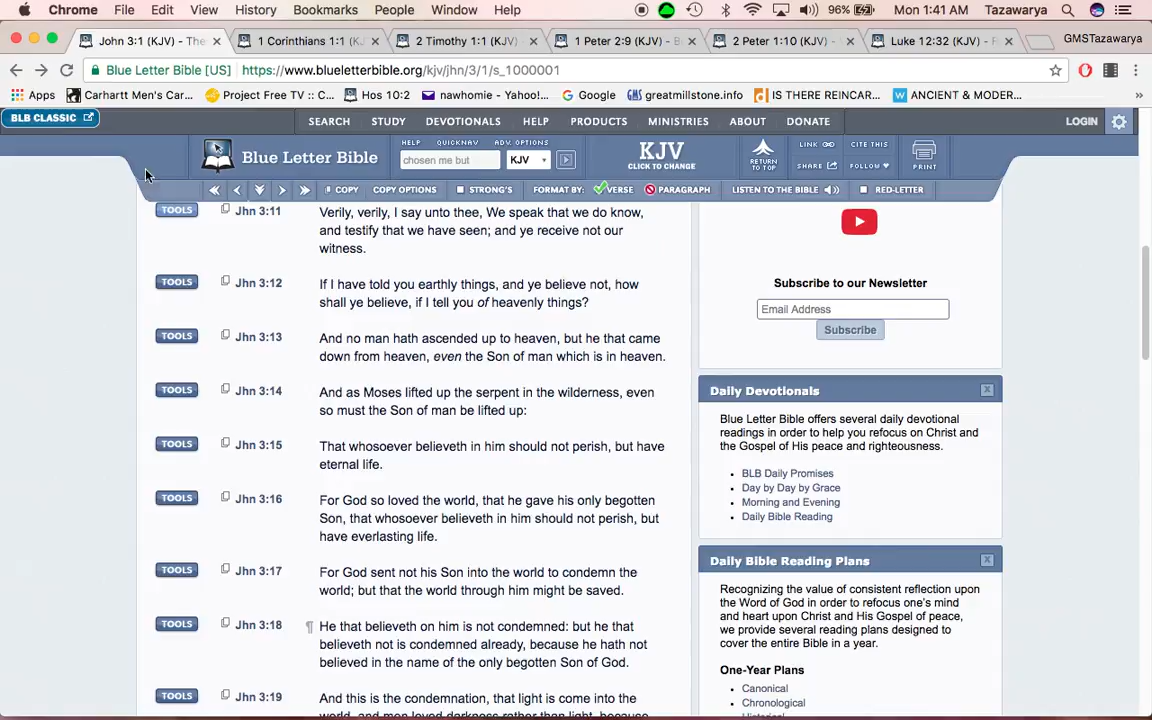 Chrome File Edit View History Bookmarks People Window Help 96% Mon 1:41 AM Tazawarya
John 3:1 (KJV) - The 1 Corinthians 1:1 (KJV) 2 Timothy 1:1 (KJV) - 1 Peter 2:9 (KJV) - B 2 Peter 1:10 (KJV) - Luke 12:32 (KJV) - F GMSTazawarya
Blue Letter Bible [US] https://www.blueletterbible.org/kjv/jhn/3/1/s_1000001
Apps Carhartt Men's Car... Project Free TV :: C... Hos 10:2 nawhomie - Yahoo!... Google GMS greatmillstone.info IS THERE REINCAR... ANCIENT & MODER... »
BLB CLASSIC SEARCH STUDY DEVOTIONALS HELP PRODUCTS MINISTRIES ABOUT DONATE LOGIN
HELP QUICKNAV ADV. OPTIONS
Blue Letter Bible chosen me but KJV
KJV
CLICK TO CHANGE
RETURN
TO TOP
LINK CITE THIS
SHARE FOLLOW
PRINT
COPY COPY OPTIONS STRONG'S FORMAT BY: VERSE PARAGRAPH LISTEN TO THE BIBLE RED-LETTER
TOOLS Jhn 3:11 Verily, verily, I say unto thee, We speak that we do know,
and testify that we have seen; and ye receive not our
witness.
TOOLS Jhn 3:12 If I have told you earthly things, and ye believe not, how
shall ye believe, if I tell you of heavenly things?
TOOLS Jhn 3:13 And no man hath ascended up to heaven, but he that came
down from heaven, even the Son of man which is in heaven.
TOOLS Jhn 3:14 And as Moses lifted up the serpent in the wilderness, even
so must the Son of man be lifted up:
TOOLS Jhn 3:15 That whosoever believeth in him should not perish, but have
eternal life.
TOOLS Jhn 3:16 For God so loved the world, that he gave his only begotten
Son, that whosoever believeth in him should not perish, but
have everlasting life.
TOOLS Jhn 3:17 For God sent not his Son into the world to condemn the
world; but that the world through him might be saved.
TOOLS Jhn 3:18 ¶ He that believeth on him is not condemned: but he that
believeth not is condemned already, because he hath not
believed in the name of the only begotten Son of God.
TOOLS Jhn 3:19 And this is the condemnation, that light is come into the
world, and men loved darkness rather than light, because
Subscribe to our Newsletter
Email Address
Subscribe
Daily Devotionals
Blue Letter Bible offers several daily devotional
readings in order to help you refocus on Christ and
the Gospel of His peace and righteousness.
BLB Daily Promises
Day by Day by Grace
Morning and Evening
Daily Bible Reading
Daily Bible Reading Plans
Recognizing the value of consistent reflection upon
the Word of God in order to refocus one's mind
and heart upon Christ and His Gospel of peace,
we provide several reading plans designed to
cover the entire Bible in a year.
One-Year Plans
Canonical
Chronological
Historical